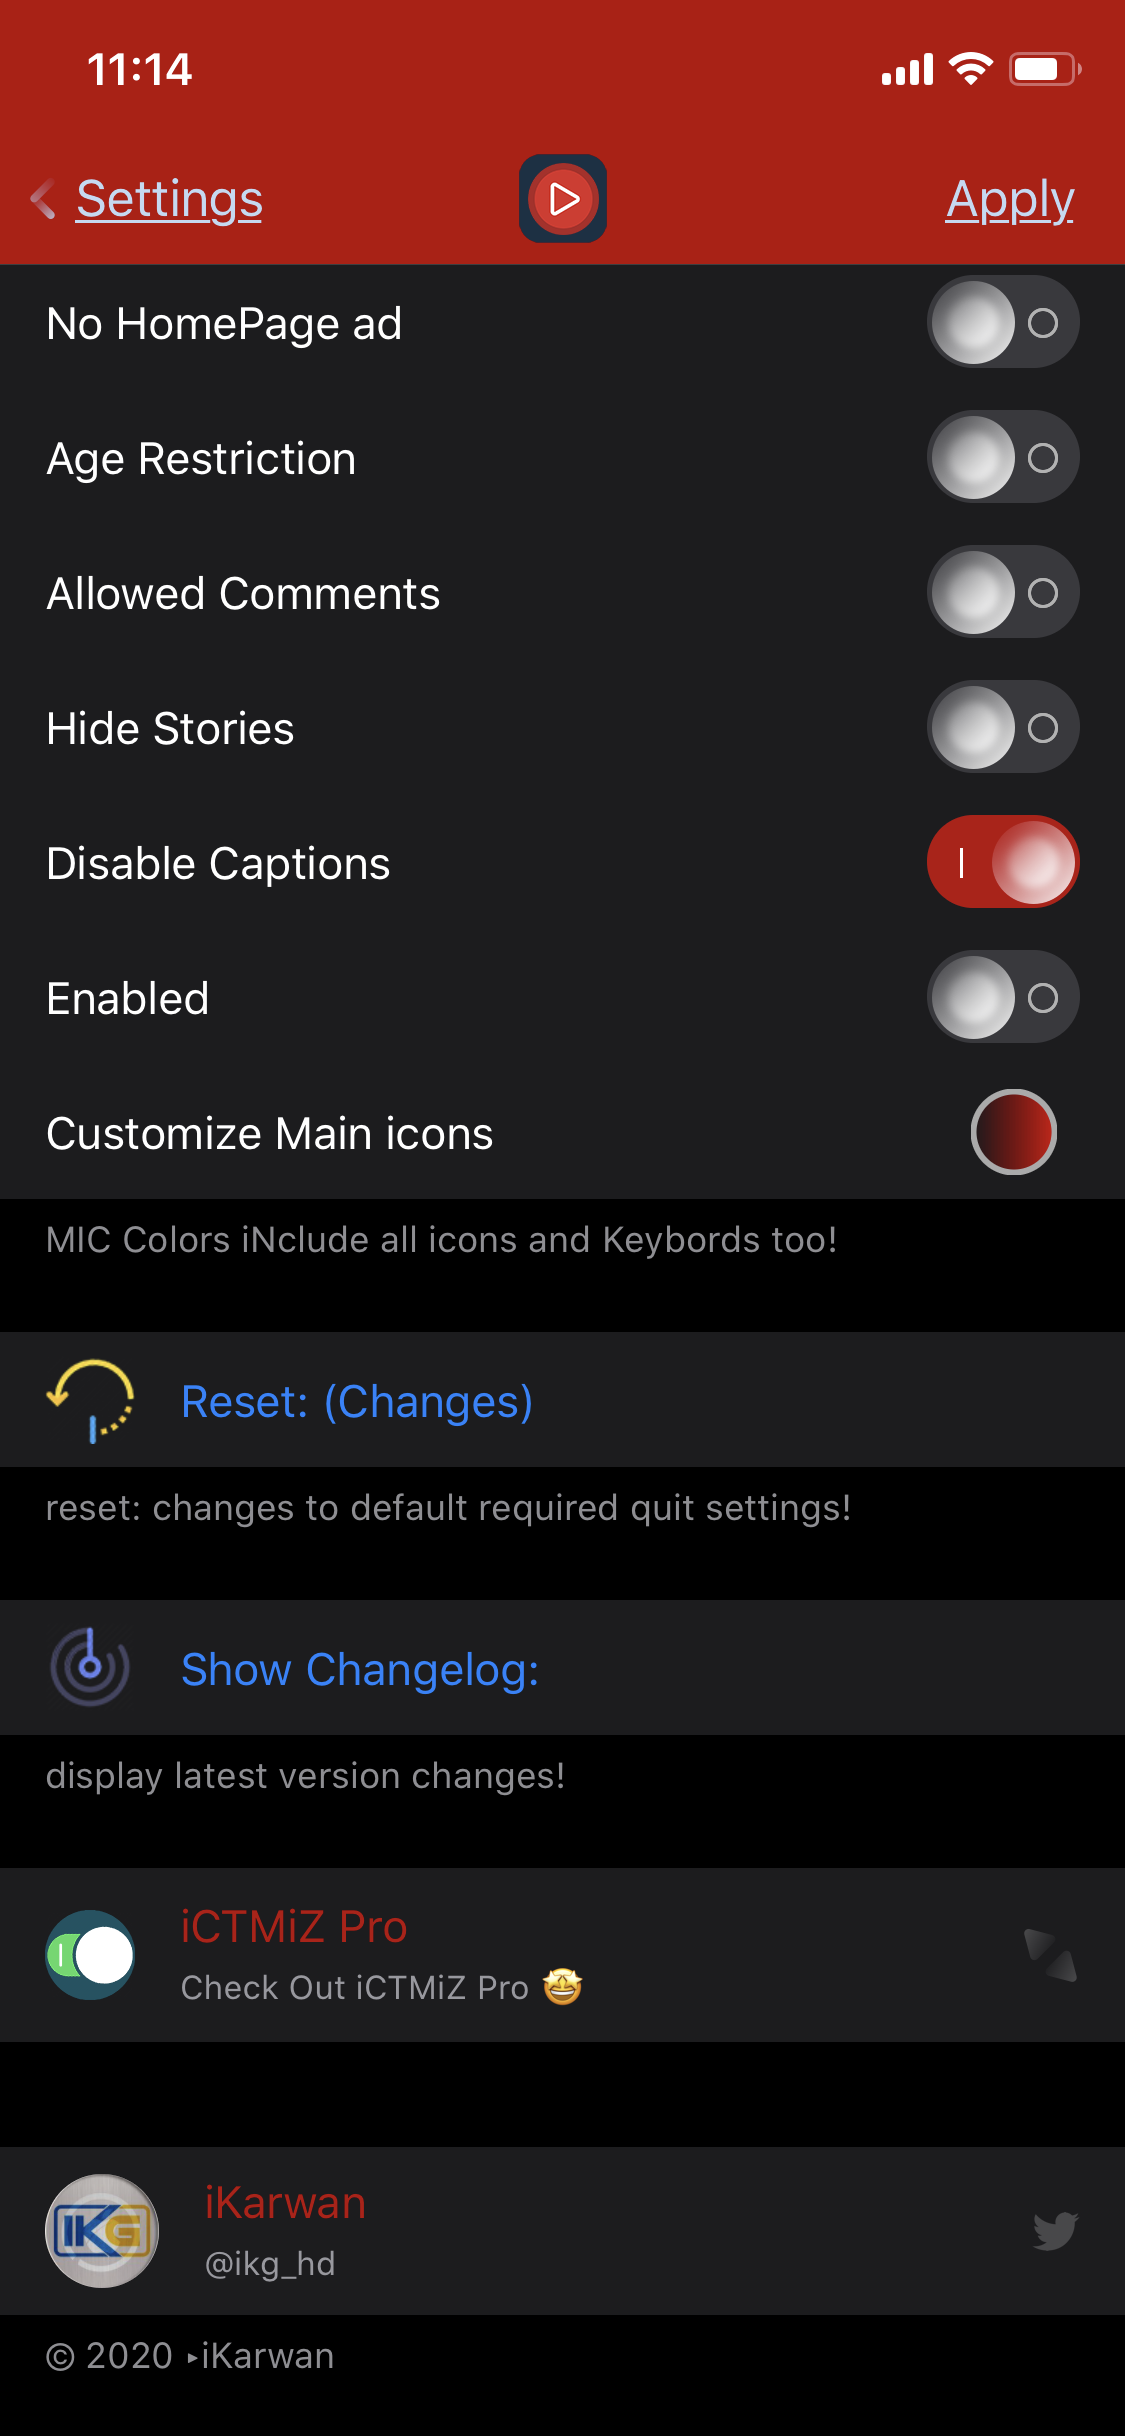 11:14
Settings
Apply
No HomePage ad
Age Restriction
Allowed Comments
Hide Stories
Disable Captions
Enabled
Customize Main icons
MIC Colors iNclude all icons and Keybords too!
Reset: (Changes)
reset: changes to default required quit settings!
Show Changelog:
display latest version changes!
iCTMiZ Pro
Check Out iCTMiZ Pro 🤩
IKG
iKarwan
@ikg_hd
© 2020 ‣iKarwan